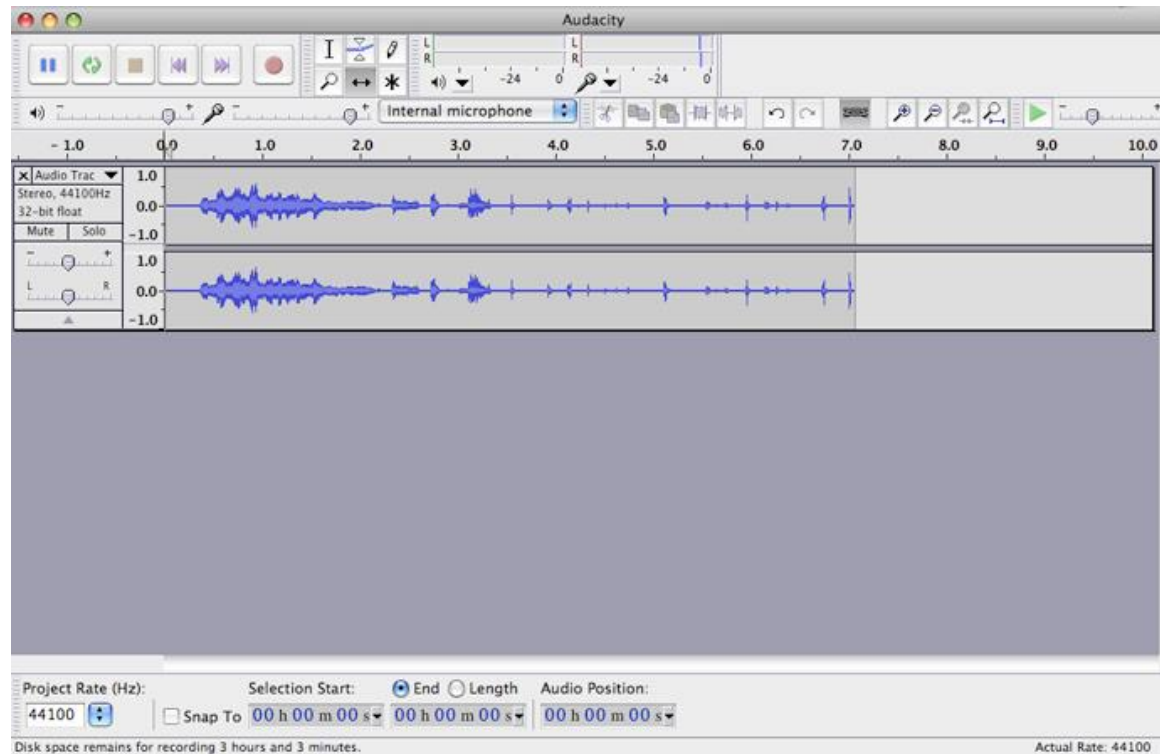 Audacity
L
R
-24
0
L
R
-24
0
Internal microphone
- 1.0 0.0 1.0 2.0 3.0 4.0 5.0 6.0 7.0 8.0 9.0 10.0
Audio Trac
Stereo, 44100Hz
32-bit float
Mute Solo
- +
L R
1.0
0.0
-1.0
1.0
0.0
-1.0
Project Rate (Hz): Selection Start: End Length Audio Position:
44100 Snap To 00 h 00 m 00 s 00 h 00 m 00 s 00 h 00 m 00 s
Disk space remains for recording 3 hours and 3 minutes. Actual Rate: 44100